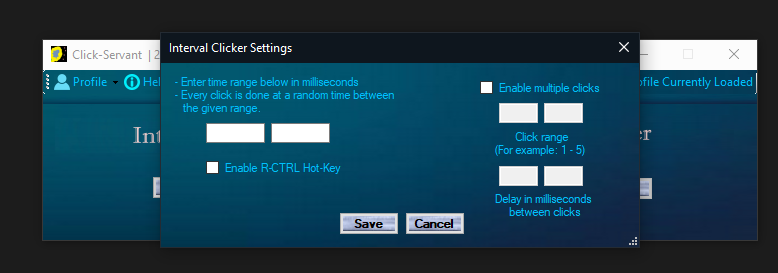 Interval Clicker Settings
Click-Servant | 2
Profile
Hel
ofile Currently Loaded
- Enter time range below in milliseconds
- Every click is done at a random time between
the given range.
Enable R-CTRL Hot-Key
Enable multiple clicks
Click range
(For example: 1 - 5)
Delay in milliseconds
between clicks
Int
er
Save
Cancel